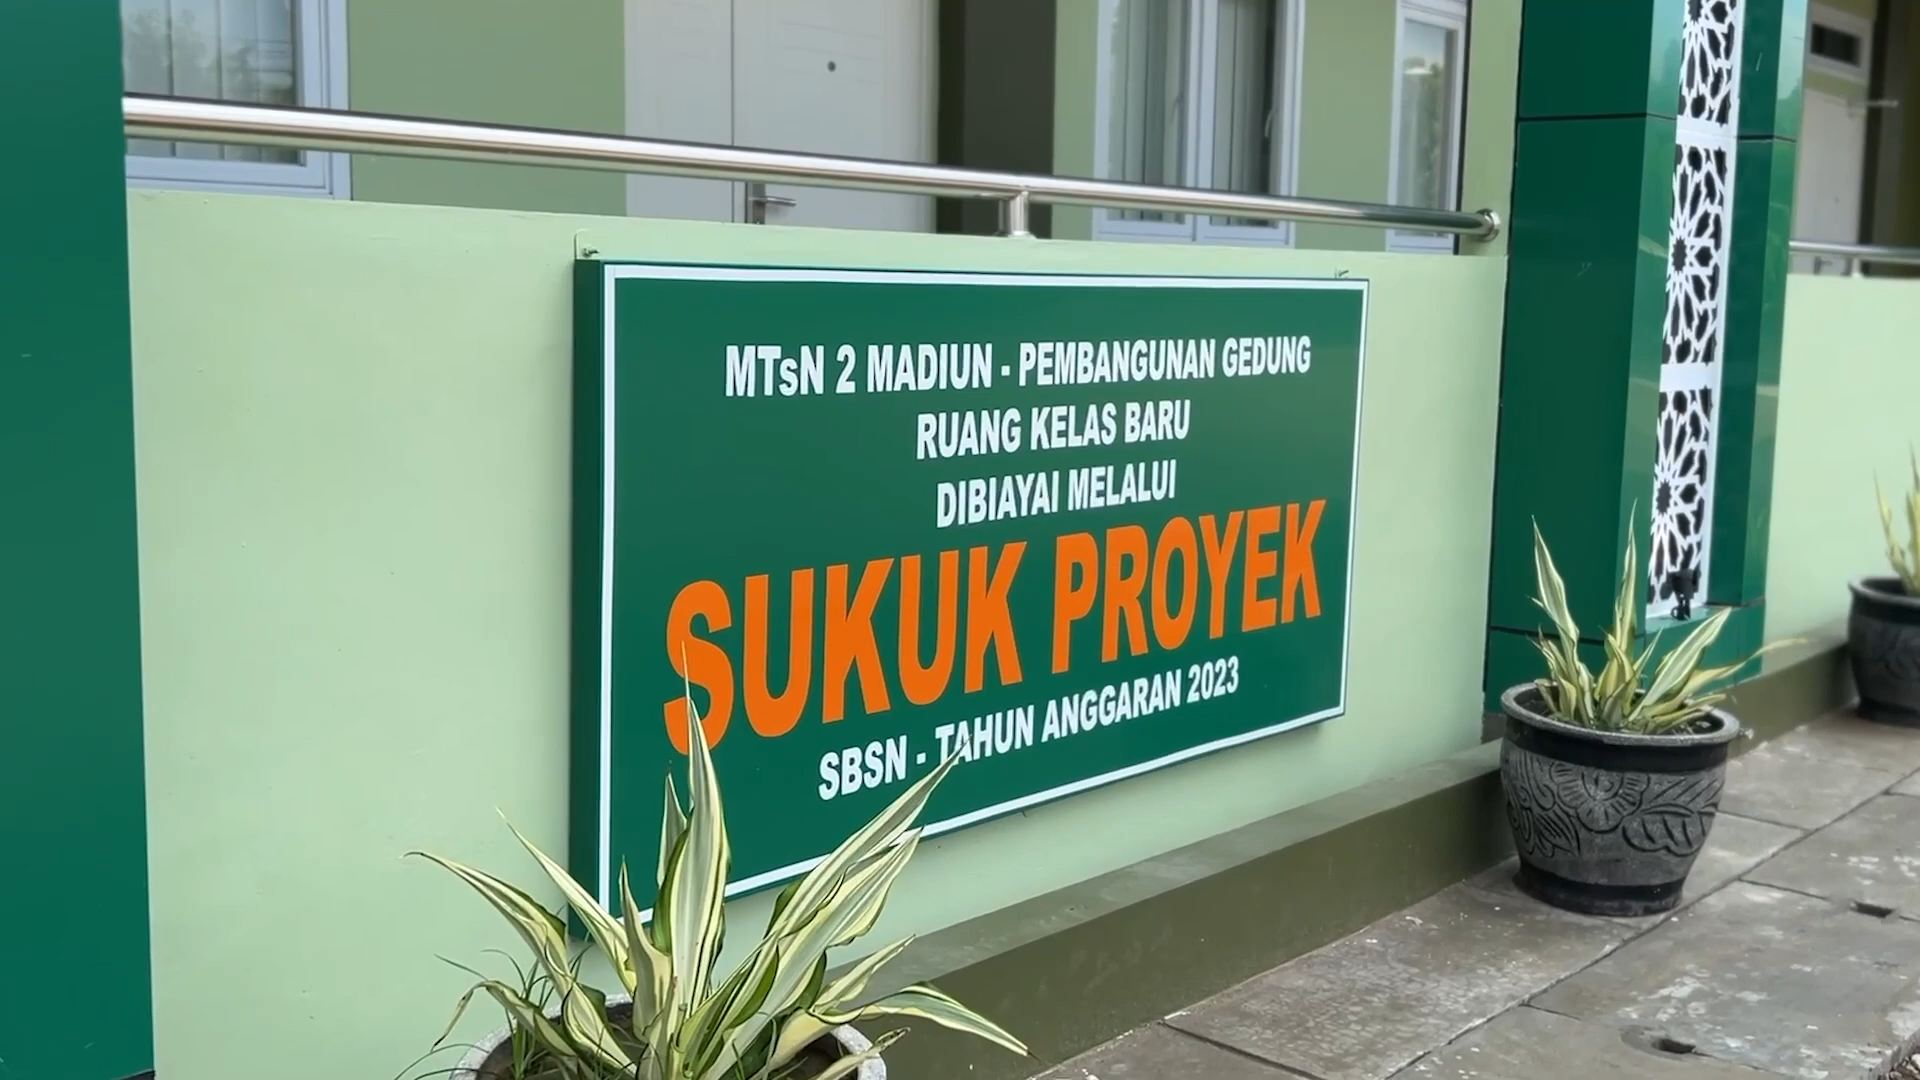 MTsN 2 MADIUN - PEMBANGUNAN GEDUNG
RUANG KELAS BARU
DIBIAYAI MELALUI
SUKUK PROYEK
SBSN - TAHUN ANGGARAN 2023